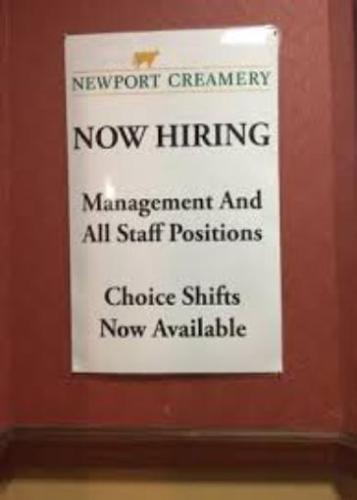 NEWPORT CREAMERY
NOW HIRING
Management And
All Staff Positions
Choice Shifts
Now Available